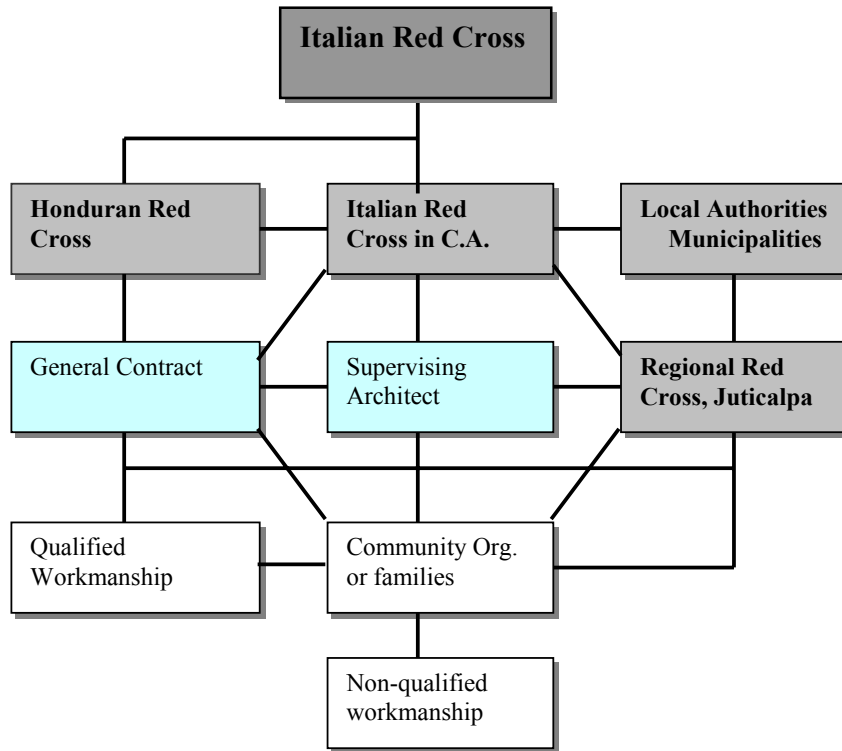 Italian Red Cross
Honduran Red
Cross
Italian Red
Cross in C.A.
Local Authorities
Municipalities
General Contract
Supervising
Architect
Regional Red
Cross, Juticalpa
Qualified
Workmanship
Community Org.
or families
Non-qualified
workmanship